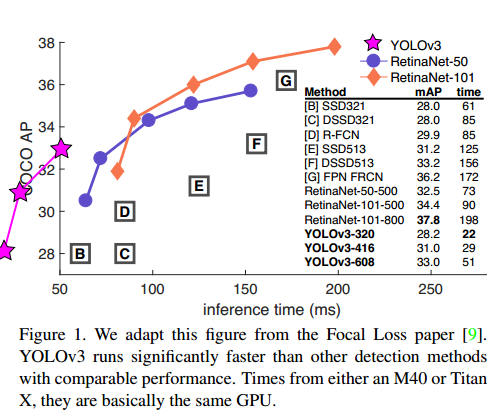 38
36
34
32
30
28
COCO AP
50
100
150
200
250
inference time (ms)
B
C
D
E
F
G
YOLOv3
RetinaNet-50
RetinaNet-101
Method mAP time
[B] SSD321 28.0 61
[C] DSSD321 28.0 85
[D] R-FCN 29.9 85
[E] SSD513 31.2 125
[F] DSSD513 33.2 156
[G] FPN FRCN 36.2 172
RetinaNet-50-500 32.5 73
RetinaNet-101-500 34.4 90
RetinaNet-101-800 37.8 198
YOLOv3-320 28.2 22
YOLOv3-416 31.0 29
YOLOv3-608 33.0 51
Figure 1. We adapt this figure from the Focal Loss paper [9].
YOLOv3 runs significantly faster than other detection methods
with comparable performance. Times from either an M40 or Titan
X, they are basically the same GPU.